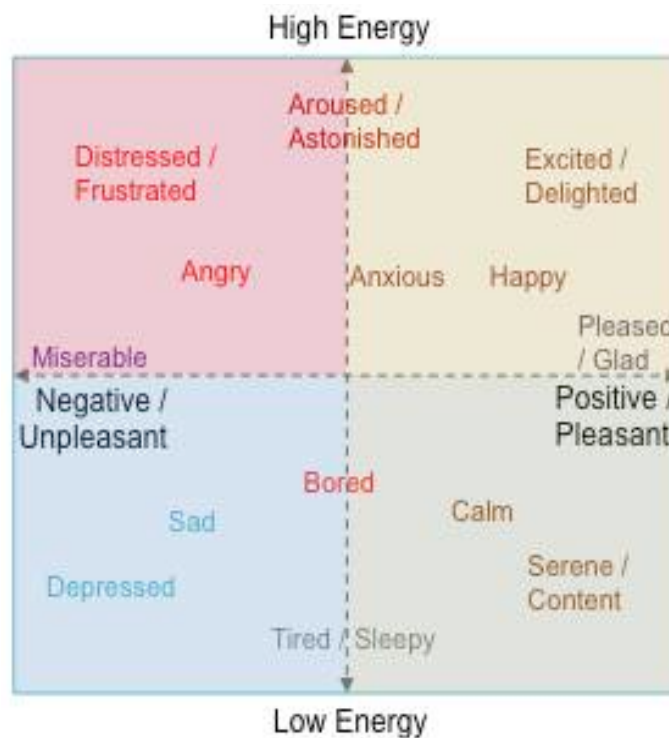 High Energy
Aroused /
Astonished
Distressed /
Frustrated
Excited /
Delighted
Angry
Anxious
Happy
Pleased
/ Glad
Miserable
Negative /
Unpleasant
Positive /
Pleasant
Bored
Sad
Calm
Depressed
Serene /
Content
Tired / Sleepy
Low Energy